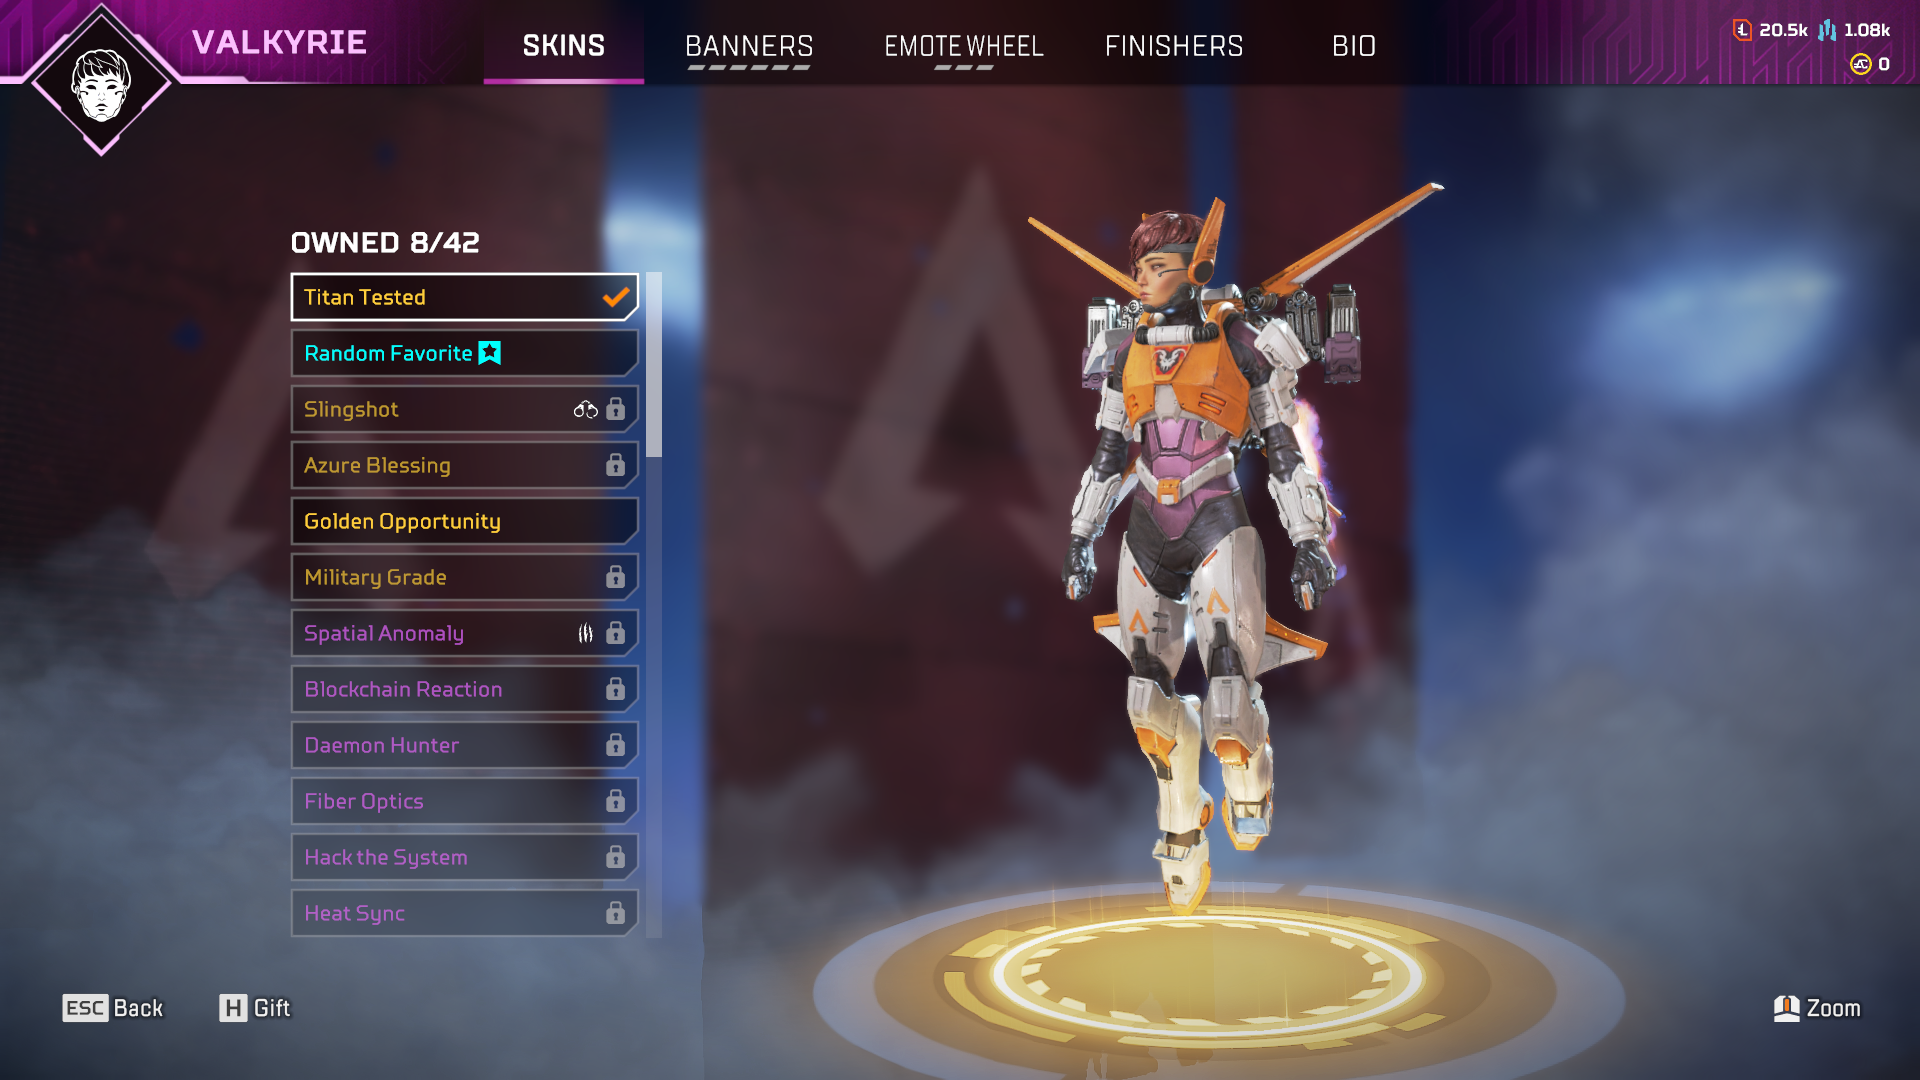 VALKYRIE
SKINS
BANNERS
EMOTE WHEEL
FINISHERS
BIO
20.5k
1.08k
0
OWNED 8/42
Titan Tested
Random Favorite
Slingshot
Azure Blessing
Golden Opportunity
Military Grade
Spatial Anomaly
Blockchain Reaction
Daemon Hunter
Fiber Optics
Hack the System
Heat Sync
ESC Back
H Gift
Zoom